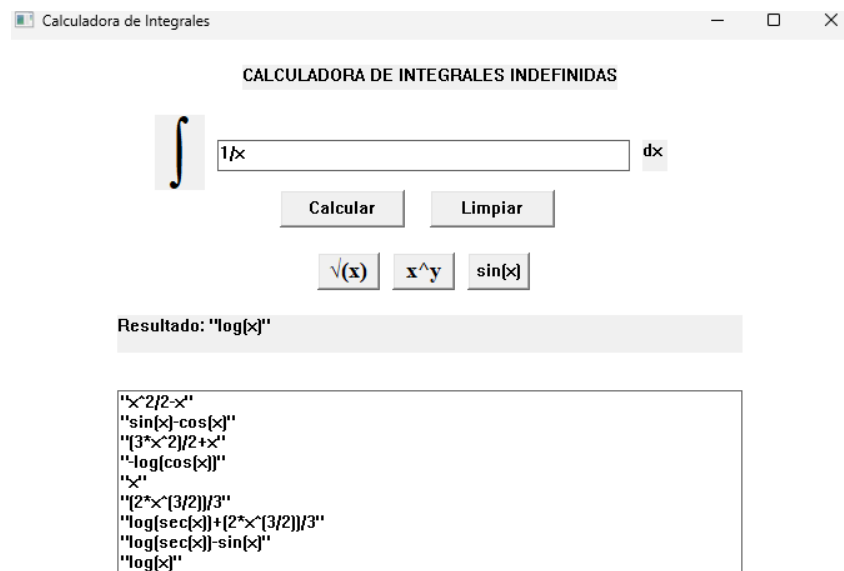 Calculadora de Integrales
CALCULADORA DE INTEGRALES INDEFINIDAS
∫ 1/x dx
Calcular Limpiar
√(x) x^y sin(x)
Resultado: "log(x)"
"x^2/2-x"
"sin(x)-cos(x)"
"(3*x^2)/2+x"
"-log(cos(x))"
"x"
"(2*x^(3/2))/3"
"log(sec(x))+(2*x^(3/2))/3"
"log(sec(x))-sin(x)"
"log(x)"